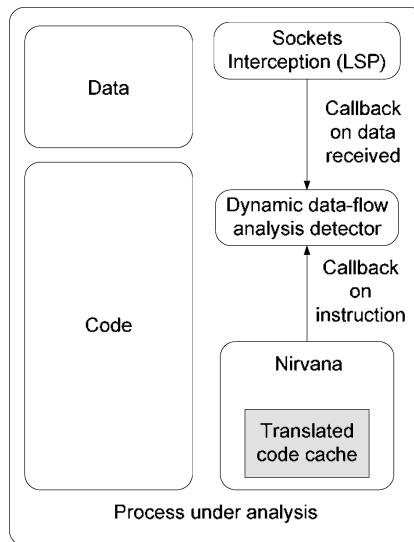 Data
Sockets
Interception (LSP)
Callback
on data
received
Dynamic data-flow
analysis detector
Callback
on
instruction
Code
Nirvana
Translated
code cache
Process under analysis